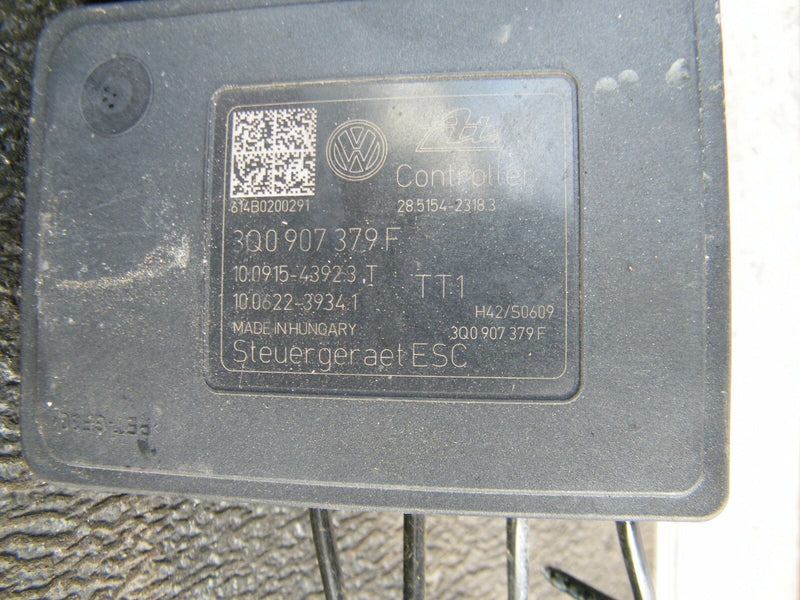 Ate
Controller
614B0200291 28.5154-2318.3
3Q0 907 379 F
10.0915-4392.3 I TT1
10.0622-3934.1
H42/S0609
MADE IN HUNGARY 3Q0 907 379 F
Steuergeraet ESC